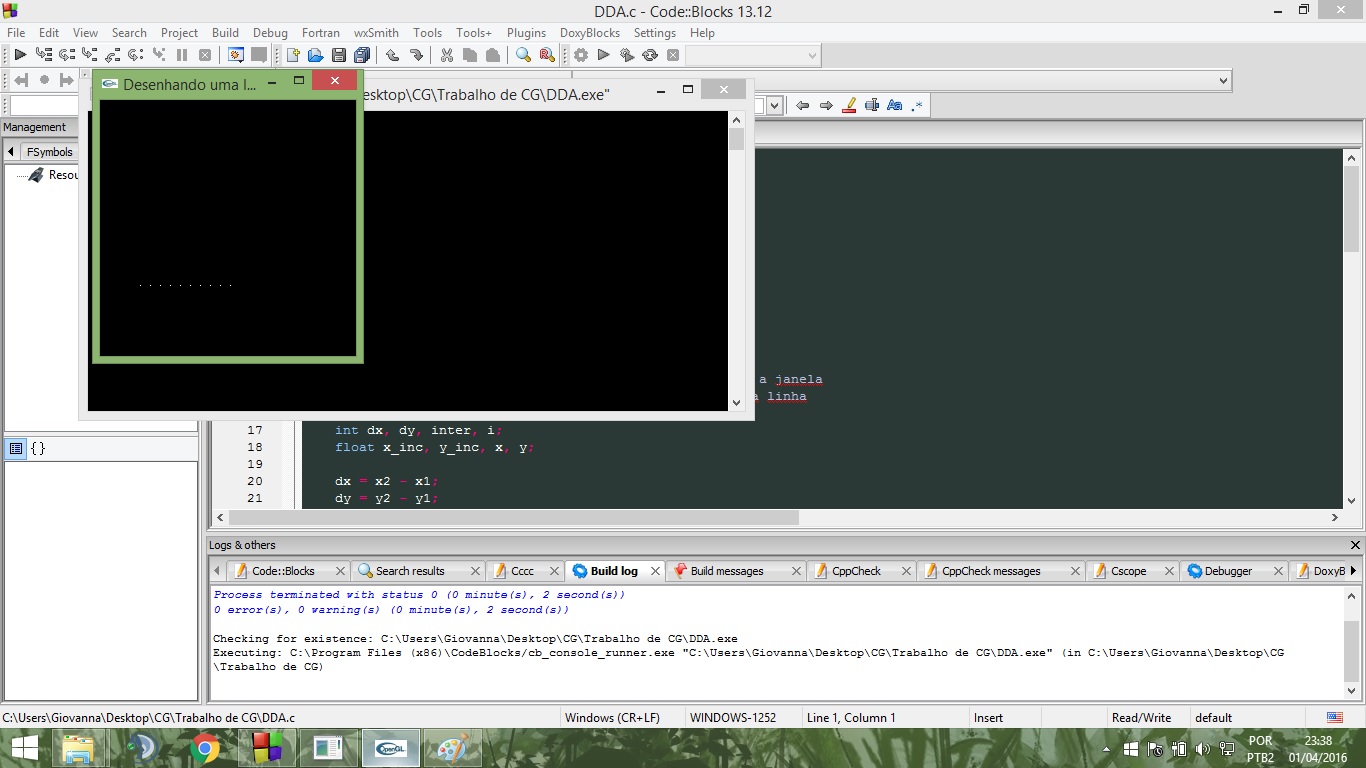 DDA.c - Code::Blocks 13.12
File Edit View Search Project Build Debug Fortran wxSmith Tools Tools+ Plugins DoxyBlocks Settings Help
Desenhando uma l...
esktop\CG\Trabalho de CG\DDA.exe"
Management
FSymbols
Resou
a janela
a linha
17 int dx, dy, inter, i;
18 float x_inc, y_inc, x, y;
19
20 dx = x2 - x1;
21 dy = y2 - y1;
Logs & others
Code::Blocks Search results Cccc Build log Build messages CppCheck CppCheck messages Cscope Debugger DoxyB
Process terminated with status 0 (0 minute(s), 2 second(s))
0 error(s), 0 warning(s) (0 minute(s), 2 second(s))
Checking for existence: C:\Users\Giovanna\Desktop\CG\Trabalho de CG\DDA.exe
Executing: C:\Program Files (x86)\CodeBlocks/cb_console_runner.exe "C:\Users\Giovanna\Desktop\CG\Trabalho de CG\DDA.exe" (in C:\Users\Giovanna\Desktop\CG
\Trabalho de CG)
C:\Users\Giovanna\Desktop\CG\Trabalho de CG\DDA.c Windows (CR+LF) WINDOWS-1252 Line 1, Column 1 Insert Read/Write default
OpenGL
POR 23:38
PTB2 01/04/2016